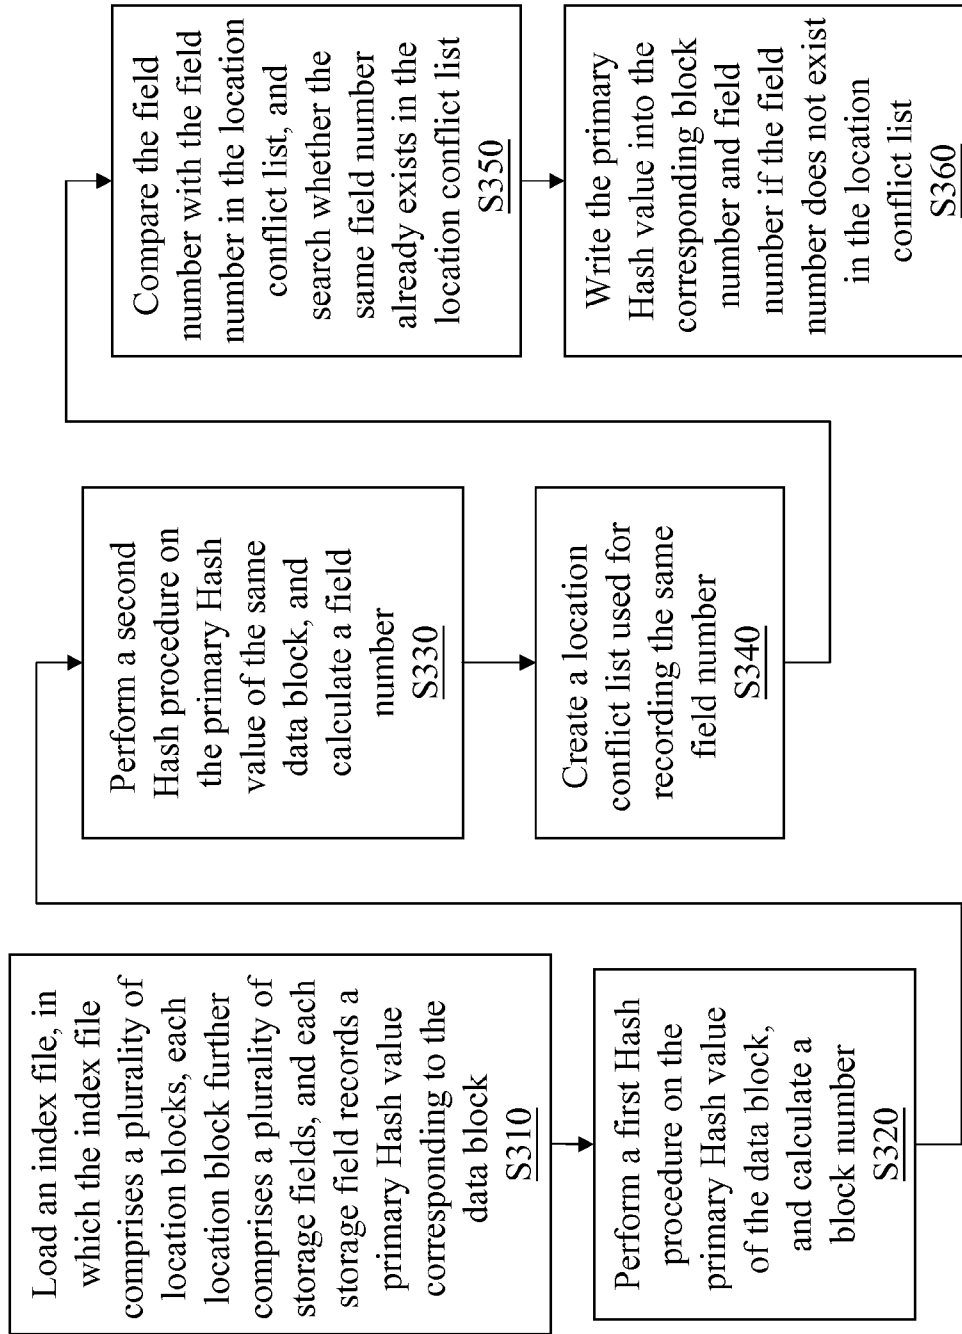 Load an index file, in
which the index file
comprises a plurality of
location blocks, each
location block further
comprises a plurality of
storage fields, and each
storage field records a
primary Hash value
corresponding to the
data block
S310
Perform a first Hash
procedure on the
primary Hash value
of the data block,
and calculate a
block number
S320
Perform a second
Hash procedure on
the primary Hash
value of the same
data block, and
calculate a field
number
S330
Create a location
conflict list used for
recording the same
field number
S340
Compare the field
number with the field
number in the location
conflict list, and
search whether the
same field number
already exists in the
location conflict list
S350
Write the primary
Hash value into the
corresponding block
number and field
number if the field
number does not exist
in the location
conflict list
S360